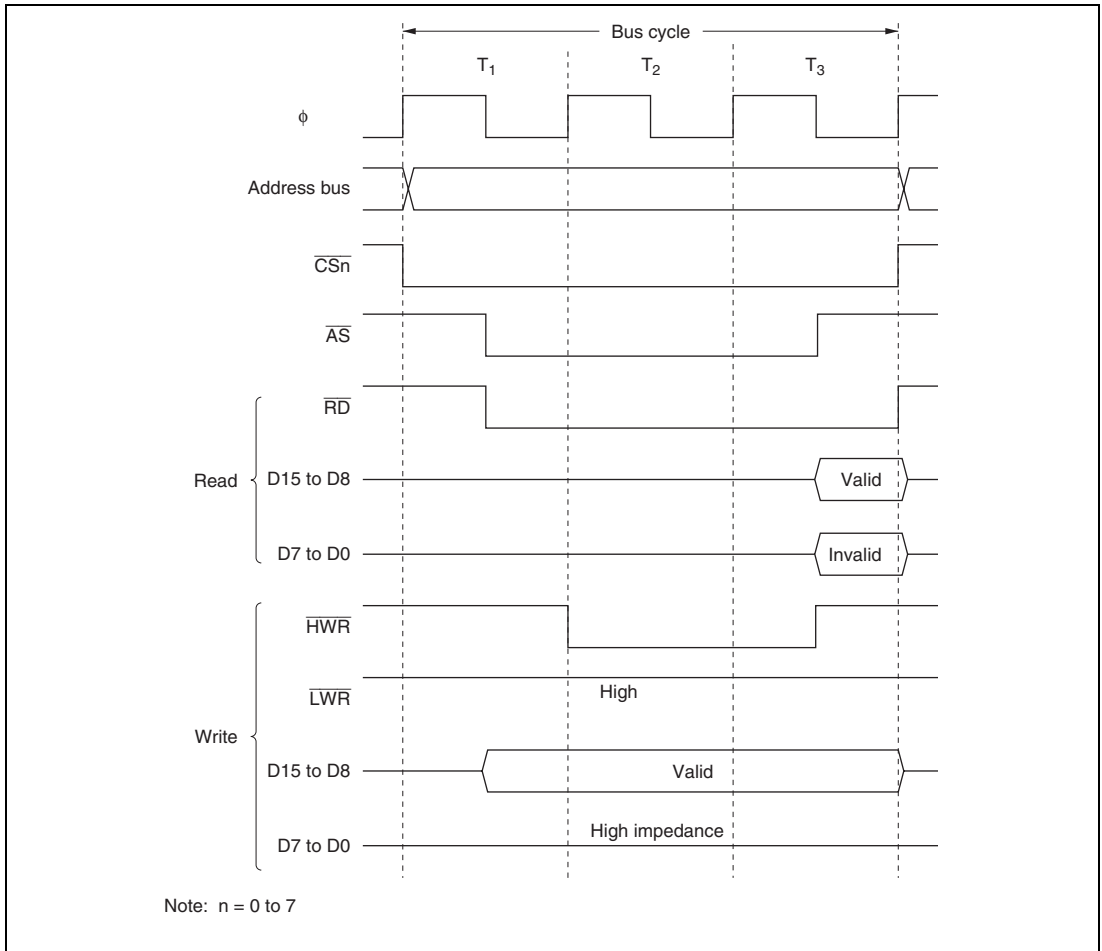 Bus cycle
T1 T2 T3
φ
Address bus
CSn
AS
RD
Read
D15 to D8 Valid
D7 to D0 Invalid
HWR
LWR High
Write
D15 to D8 Valid
D7 to D0 High impedance
Note: n = 0 to 7